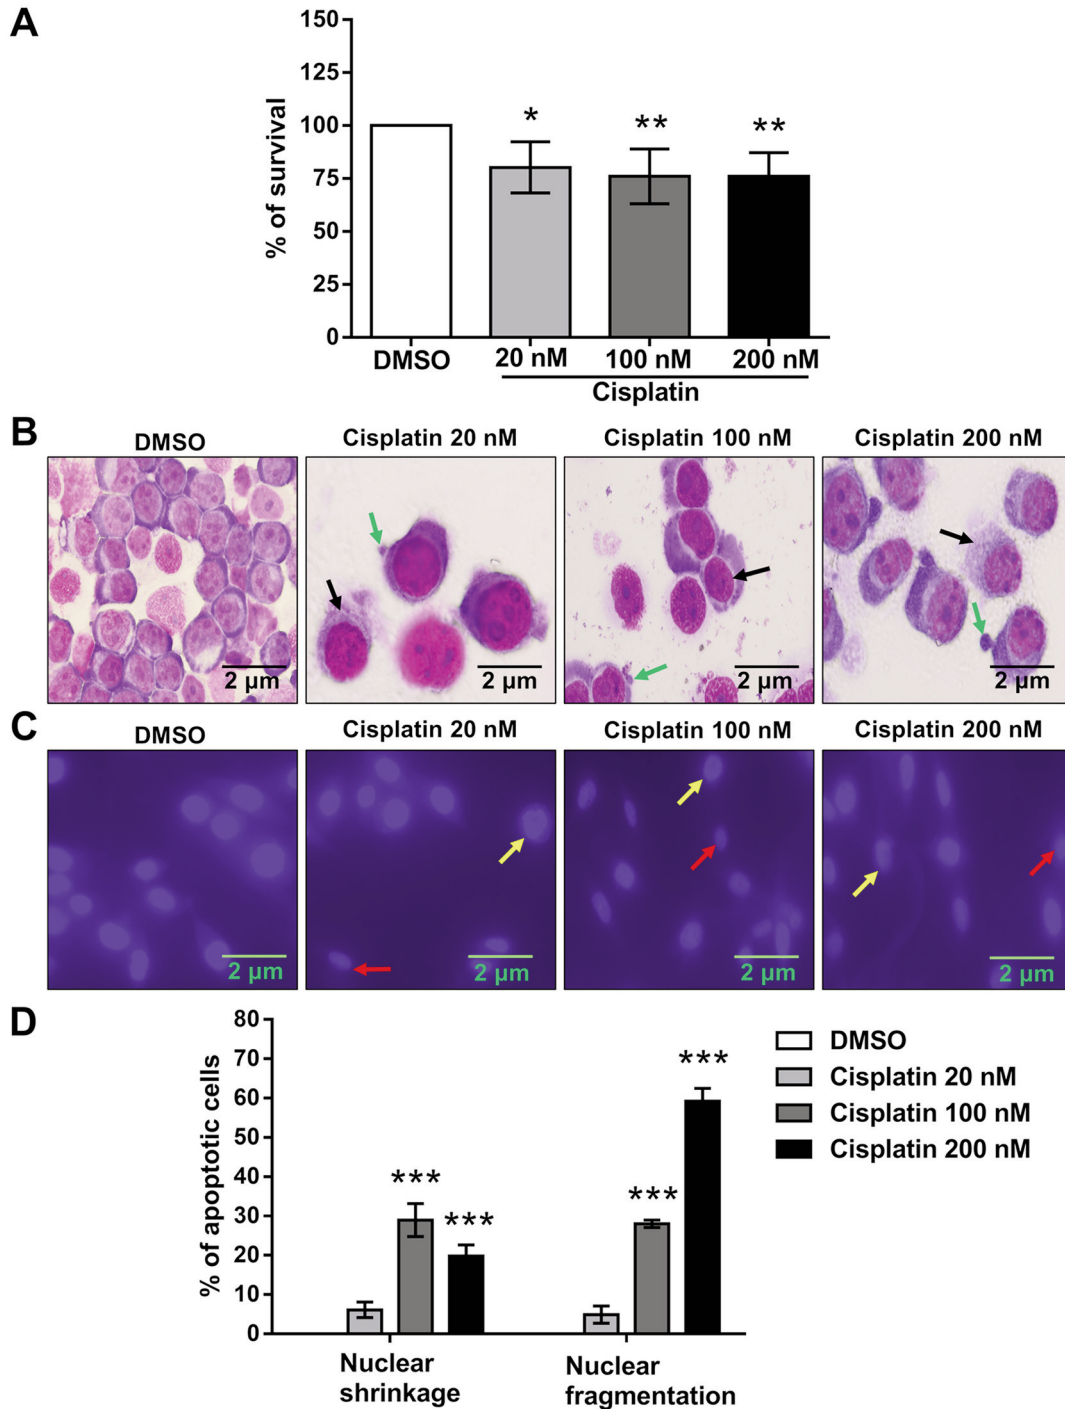 A
150
125
100
75
50
25
0
% of survival
*
**
**
DMSO
20 nM
100 nM
200 nM
Cisplatin
B
DMSO
Cisplatin 20 nM
Cisplatin 100 nM
Cisplatin 200 nM
2 µm
2 µm
2 µm
2 µm
C
DMSO
Cisplatin 20 nM
Cisplatin 100 nM
Cisplatin 200 nM
2 µm
2 µm
2 µm
2 µm
D
80
70
60
50
40
30
20
10
0
% of apoptotic cells
***
***
***
***
Nuclear
shrinkage
Nuclear
fragmentation
DMSO
Cisplatin 20 nM
Cisplatin 100 nM
Cisplatin 200 nM